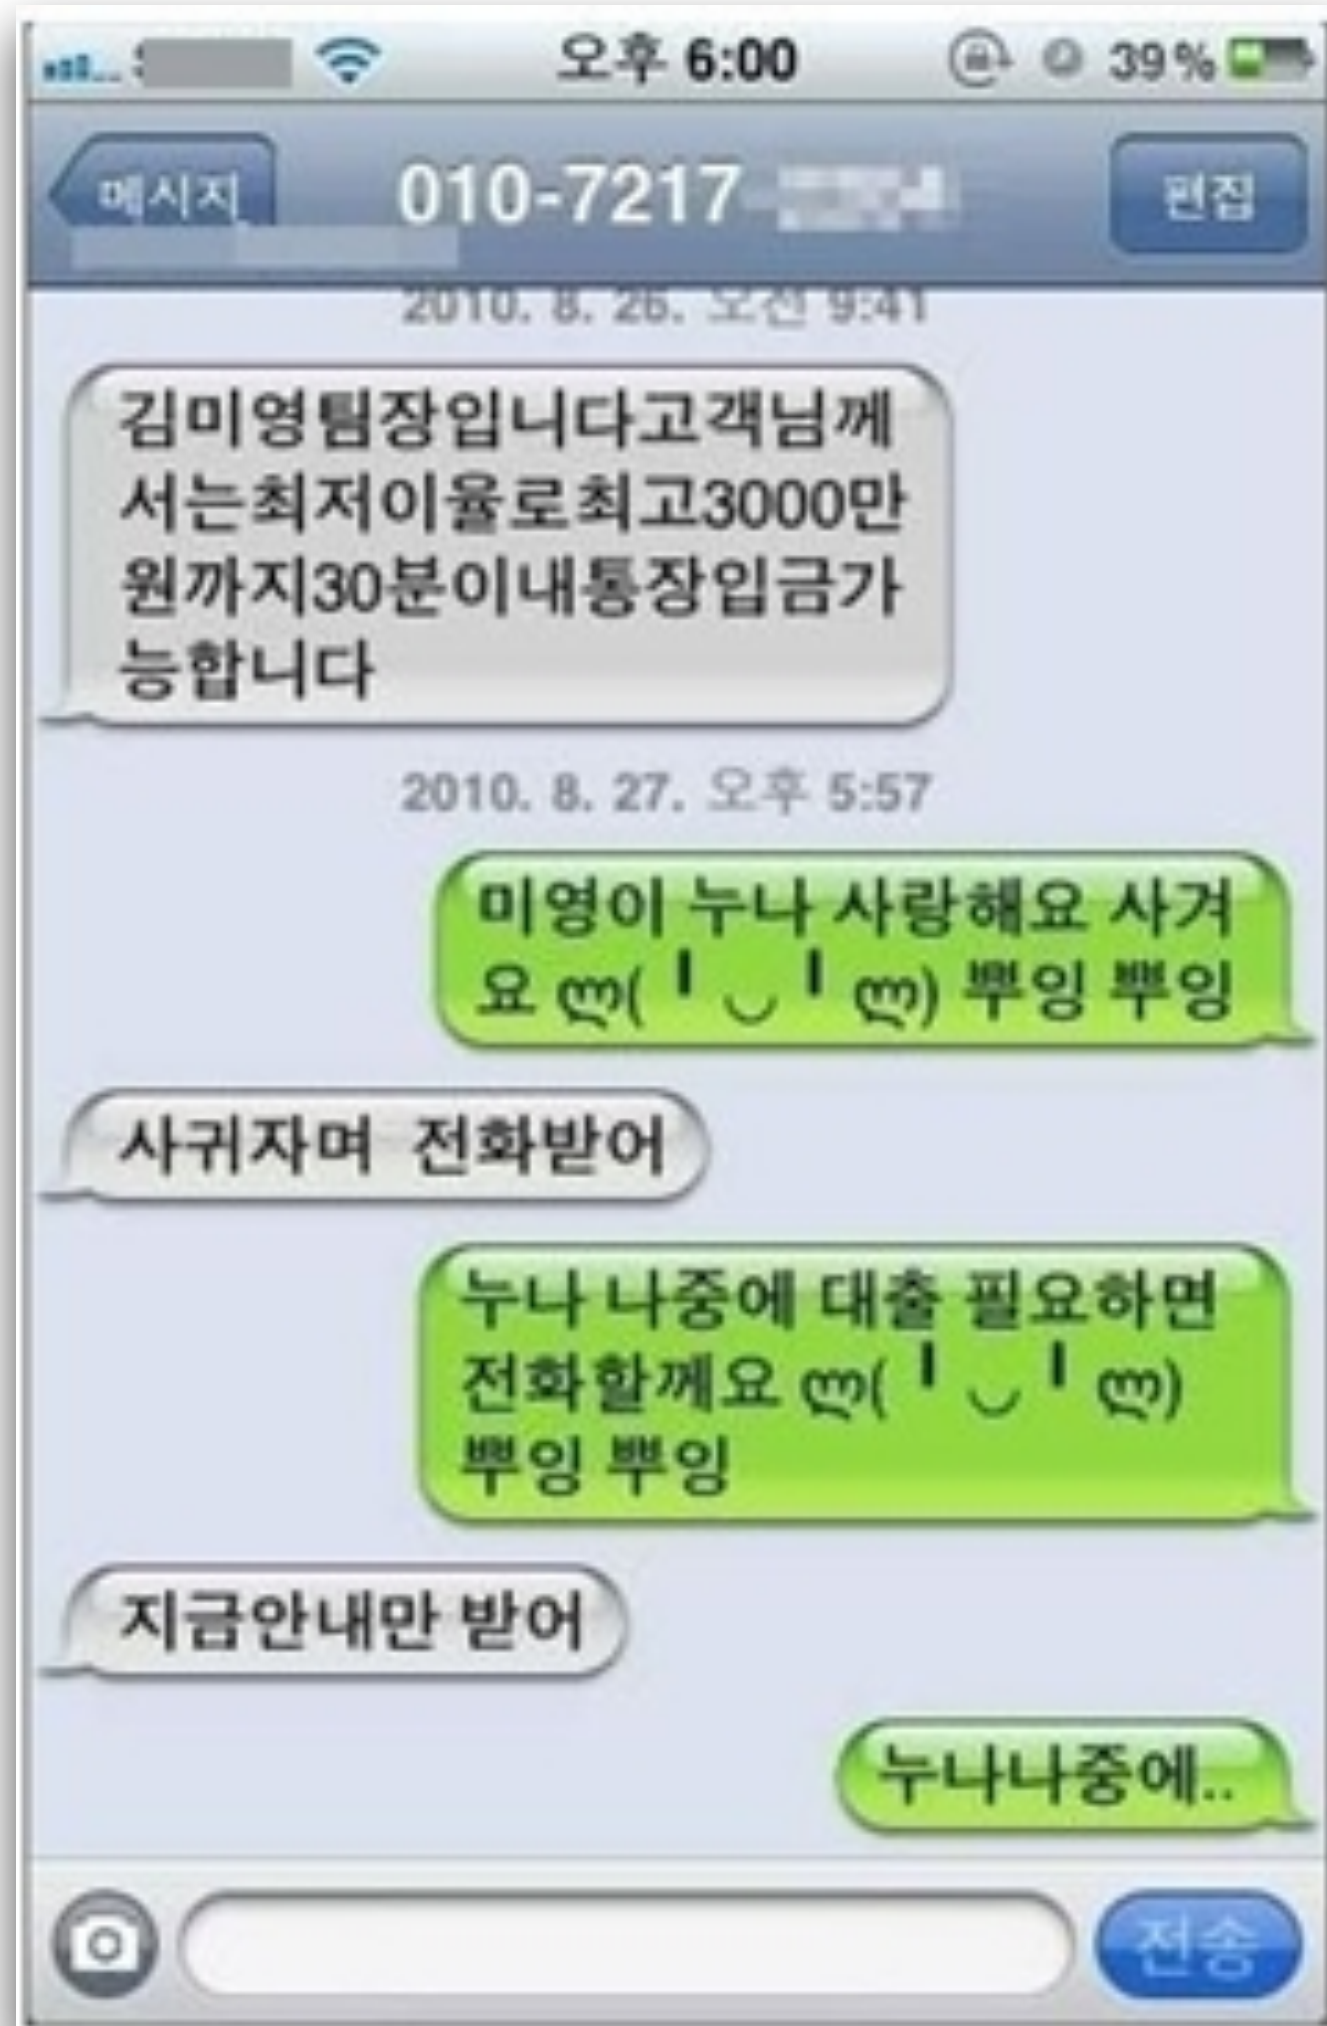 오후 6:00
39%
메시지
010-7217
편집
2010. 8. 26. 오전 9:41
김미영팀장입니다고객님께
서는최저이율로최고3000만
원까지30분이내통장입금가
능합니다
2010. 8. 27. 오후 5:57
미영이 누나 사랑해요 사겨
요 ლ( ╹ ◡ ╹ ლ) 뿌잉 뿌잉
사귀자며  전화받어
누나 나중에 대출 필요하면
전화할께요 ლ( ╹ ◡ ╹ ლ)
뿌잉 뿌잉
지금안내만 받어
누나나중에..
전송